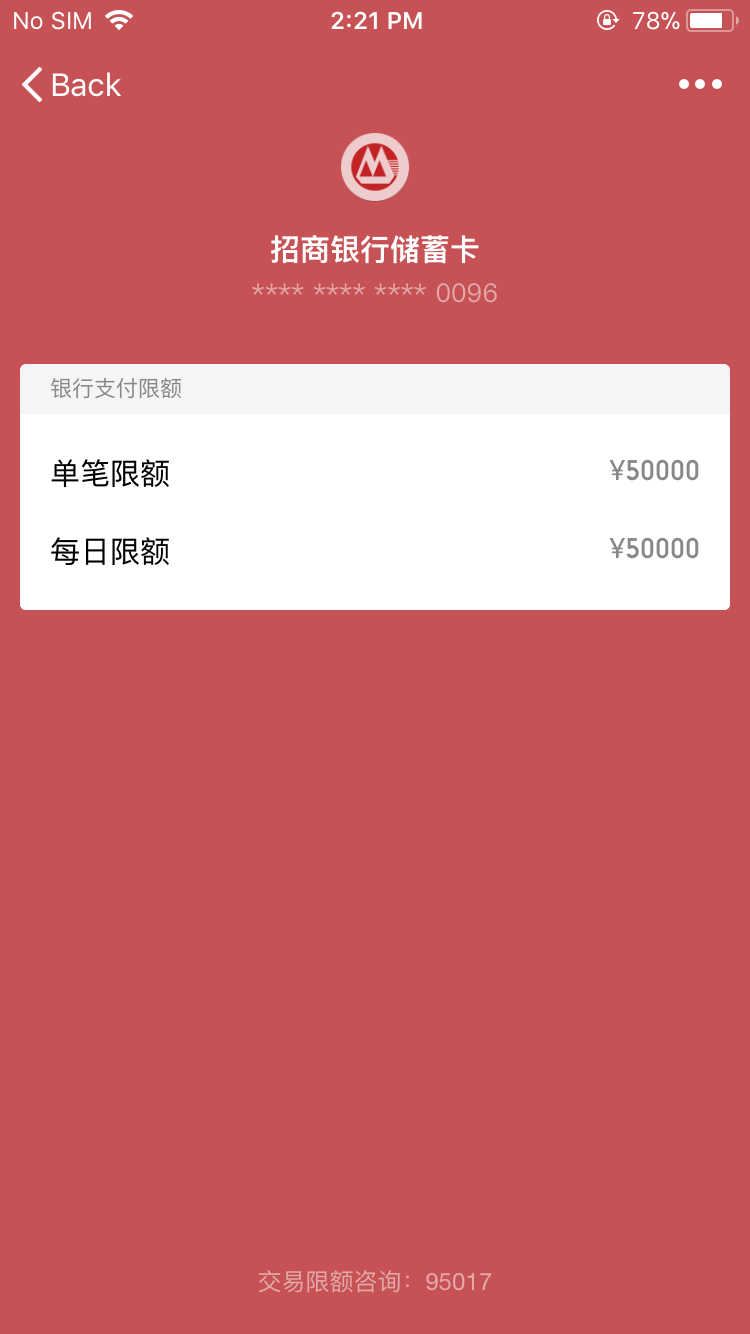 No SIM 2:21 PM 78%
Back
招商银行储蓄卡
**** **** **** 0096
银行支付限额
单笔限额 ¥50000
每日限额 ¥50000
交易限额咨询：95017